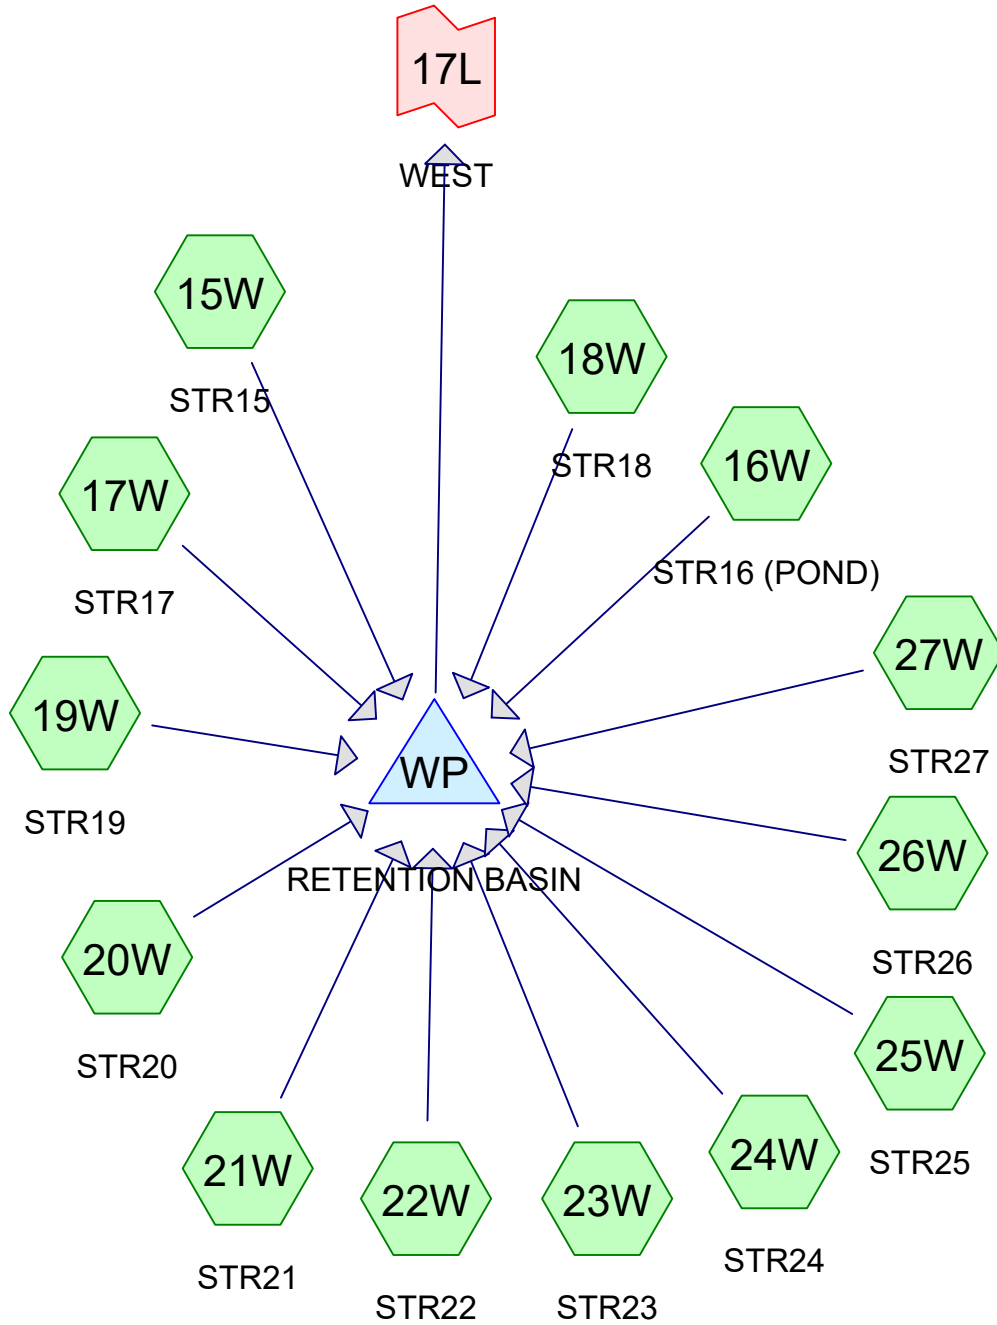 17L
WEST
15W
STR15
18W
STR18
16W
STR16 (POND)
17W
STR17
27W
STR27
19W
STR19
WP
RETENTION BASIN
26W
STR26
20W
STR20
25W
STR25
21W
STR21
22W
STR22
23W
STR23
24W
STR24